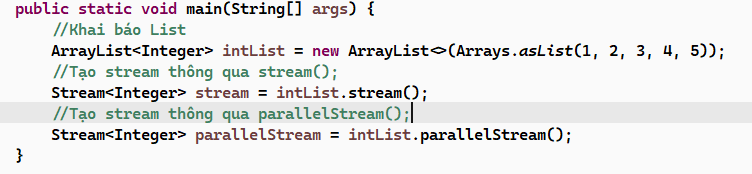 public static void main(String[] args) {
//Khai báo List
ArrayList<Integer> intList = new ArrayList<>(Arrays.asList(1, 2, 3, 4, 5));
//Tạo stream thông qua stream();
Stream<Integer> stream = intList.stream();
//Tạo stream thông qua parallelStream();
Stream<Integer> parallelStream = intList.parallelStream();
}